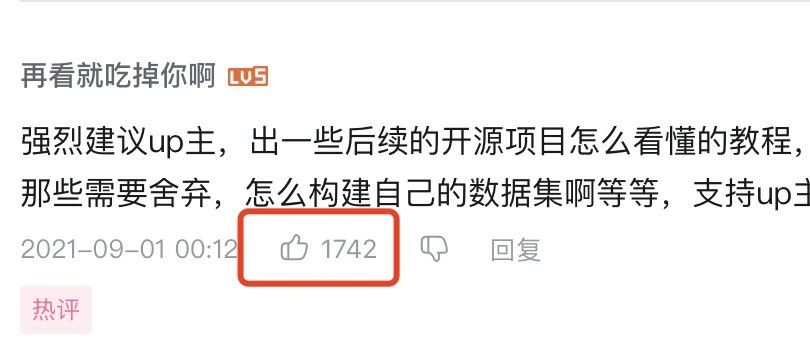 再看就吃掉你啊 LV5
强烈建议up主，出一些后续的开源项目怎么看懂的教程，
那些需要舍弃，怎么构建自己的数据集啊等等，支持up主
2021-09-01 00:12 1742 回复
热评